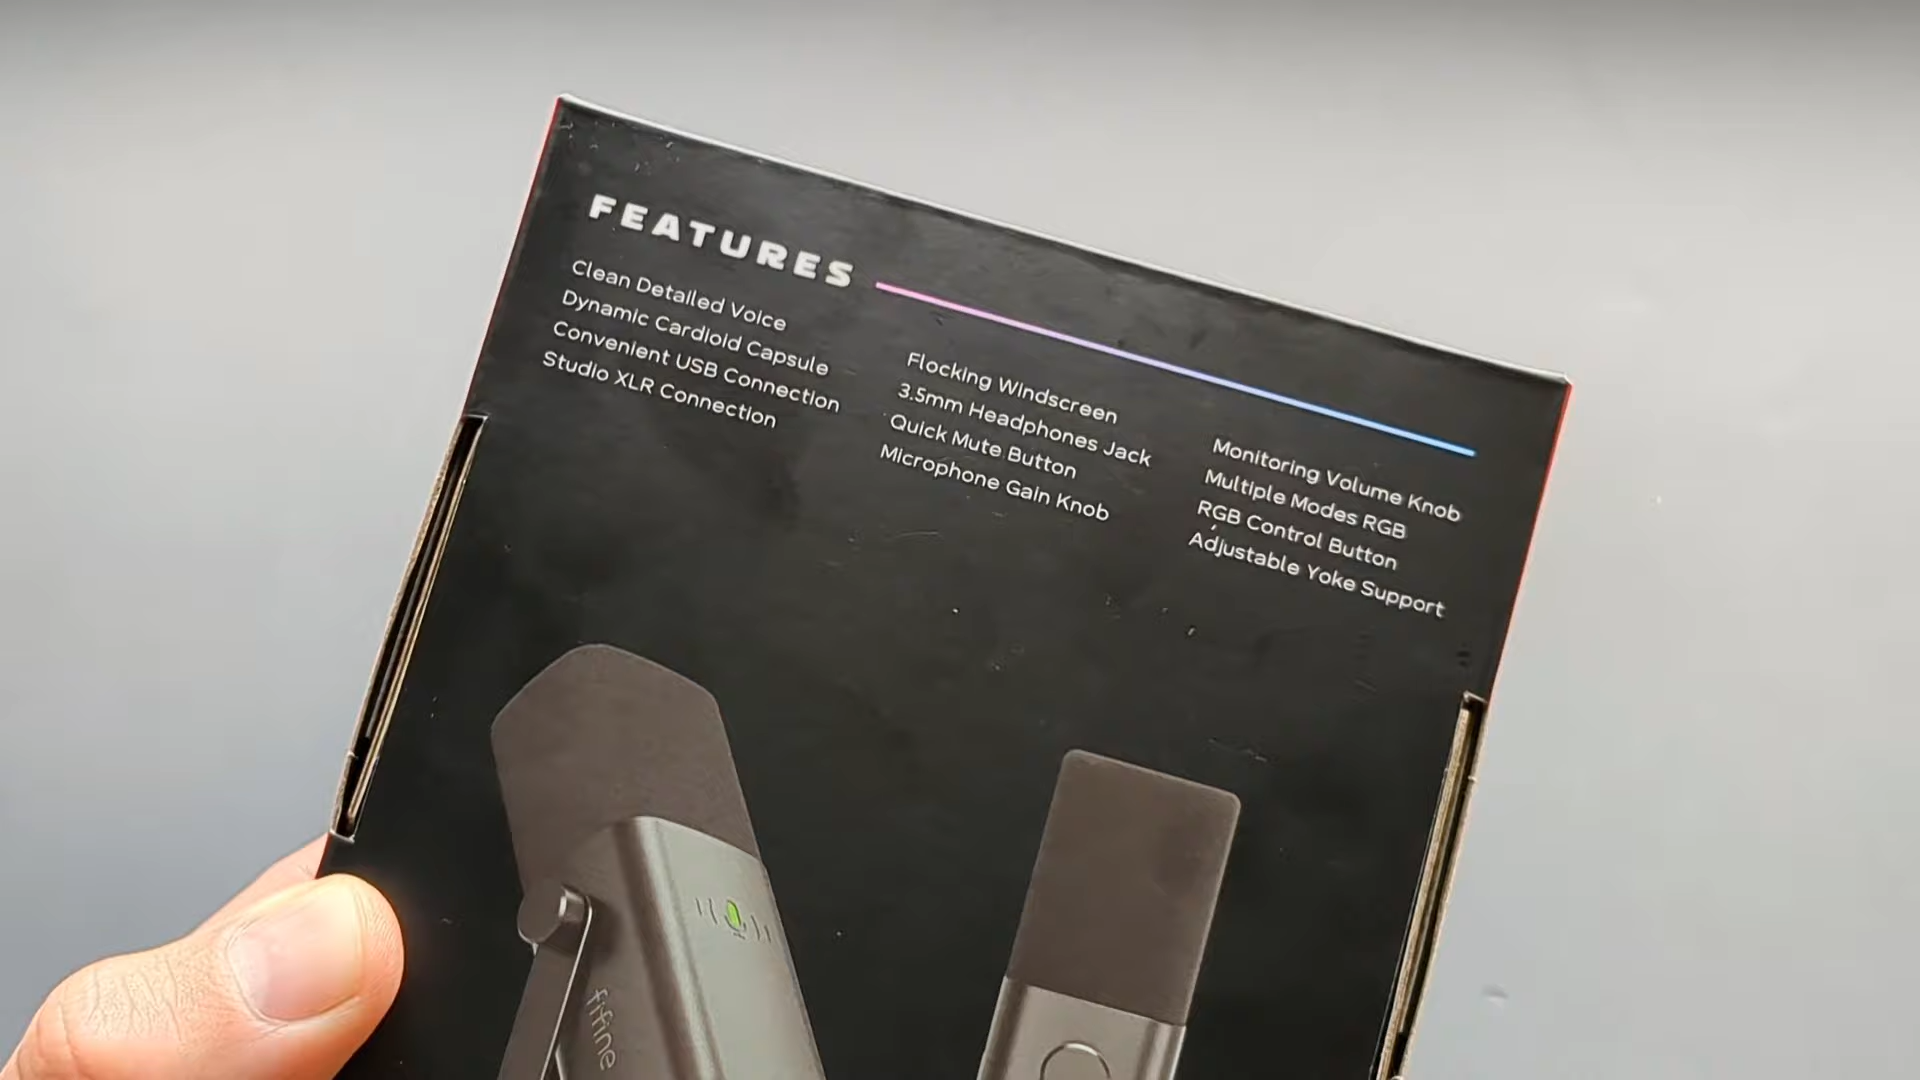 FEATURES
Clean Detailed Voice
Dynamic Cardioid Capsule
Convenient USB Connection
Studio XLR Connection
Flocking Windscreen
3.5mm Headphones Jack
Quick Mute Button
Microphone Gain Knob
Monitoring Volume Knob
Multiple Modes RGB
RGB Control Button
Adjustable Yoke Support
fifine